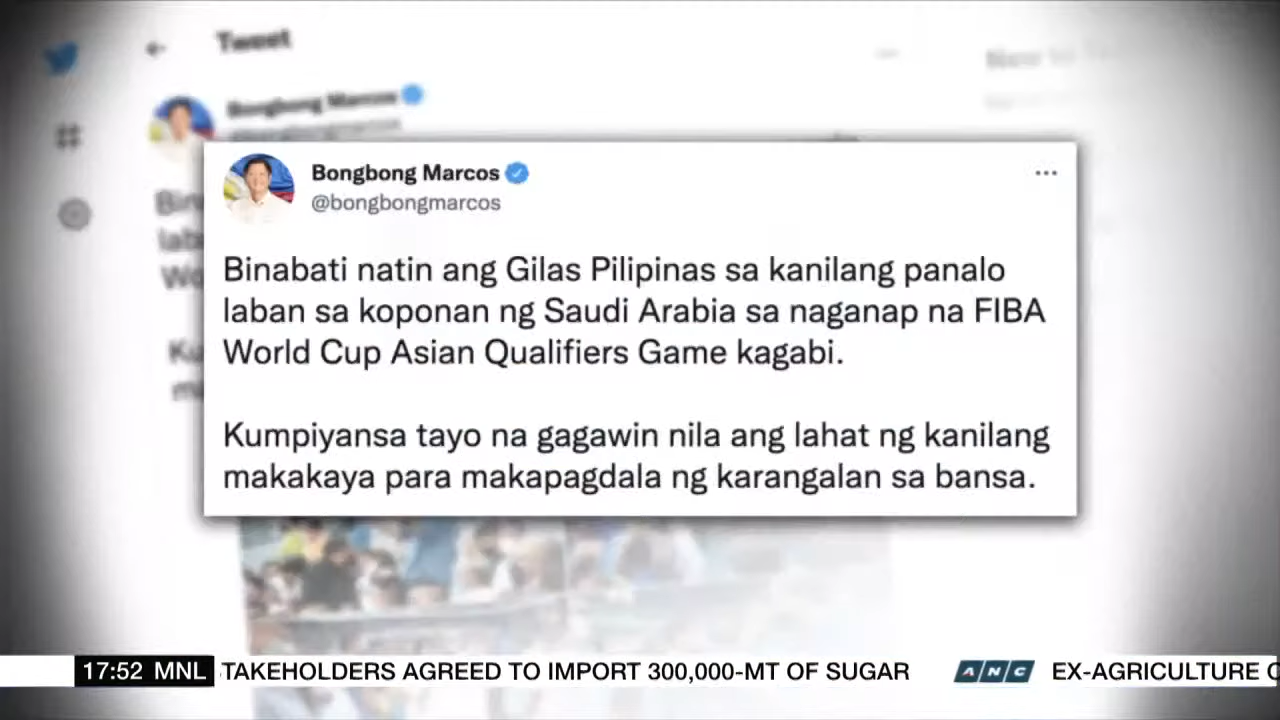 Tweet
Bongbong Marcos
Bongbong Marcos
@bongbongmarcos
Binabati natin ang Gilas Pilipinas sa kanilang panalo
laban sa koponan ng Saudi Arabia sa naganap na FIBA
World Cup Asian Qualifiers Game kagabi.
Kumpiyansa tayo na gagawin nila ang lahat ng kanilang
makakaya para makapagdala ng karangalan sa bansa.
17:52 MNL TAKEHOLDERS AGREED TO IMPORT 300,000-MT OF SUGAR ANC EX-AGRICULTURE